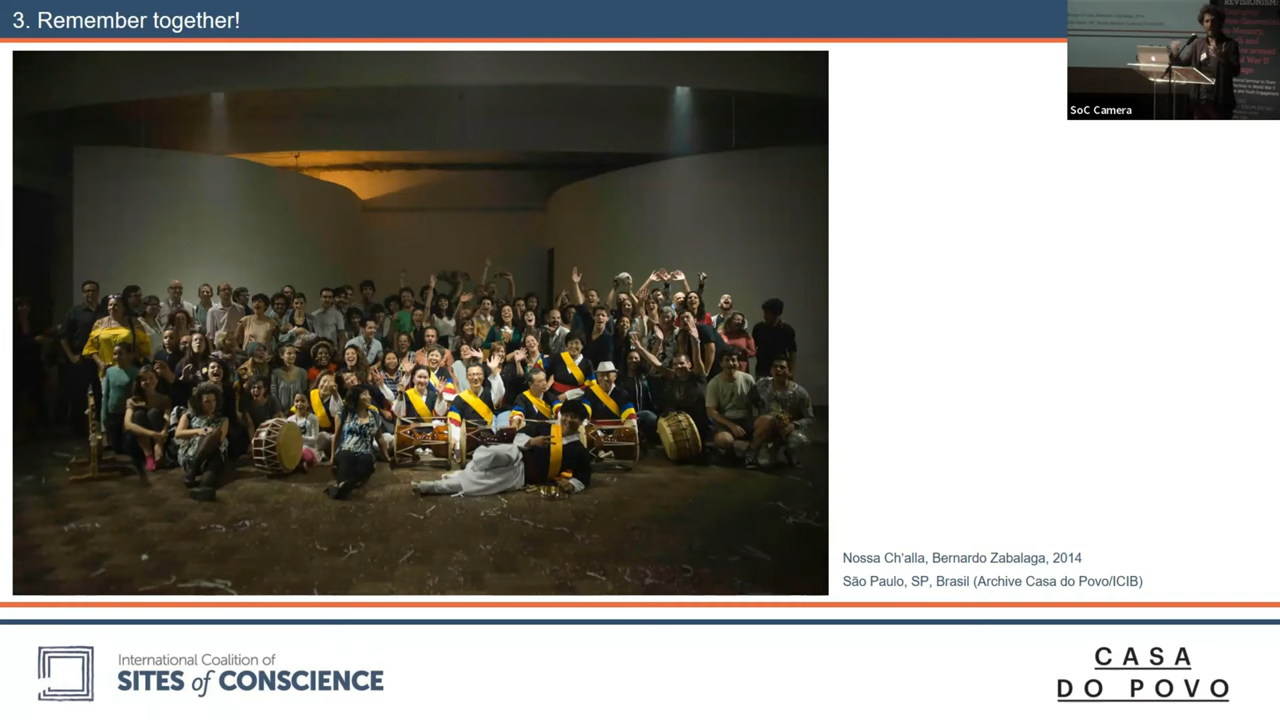 3. Remember together!
REVISIONISM:
SoC Camera
Nossa Ch'alla, Bernardo Zabalaga, 2014
São Paulo, SP, Brasil (Archive Casa do Povo/ICIB)
International Coalition of
SITES of CONSCIENCE
CASA
DO POVO